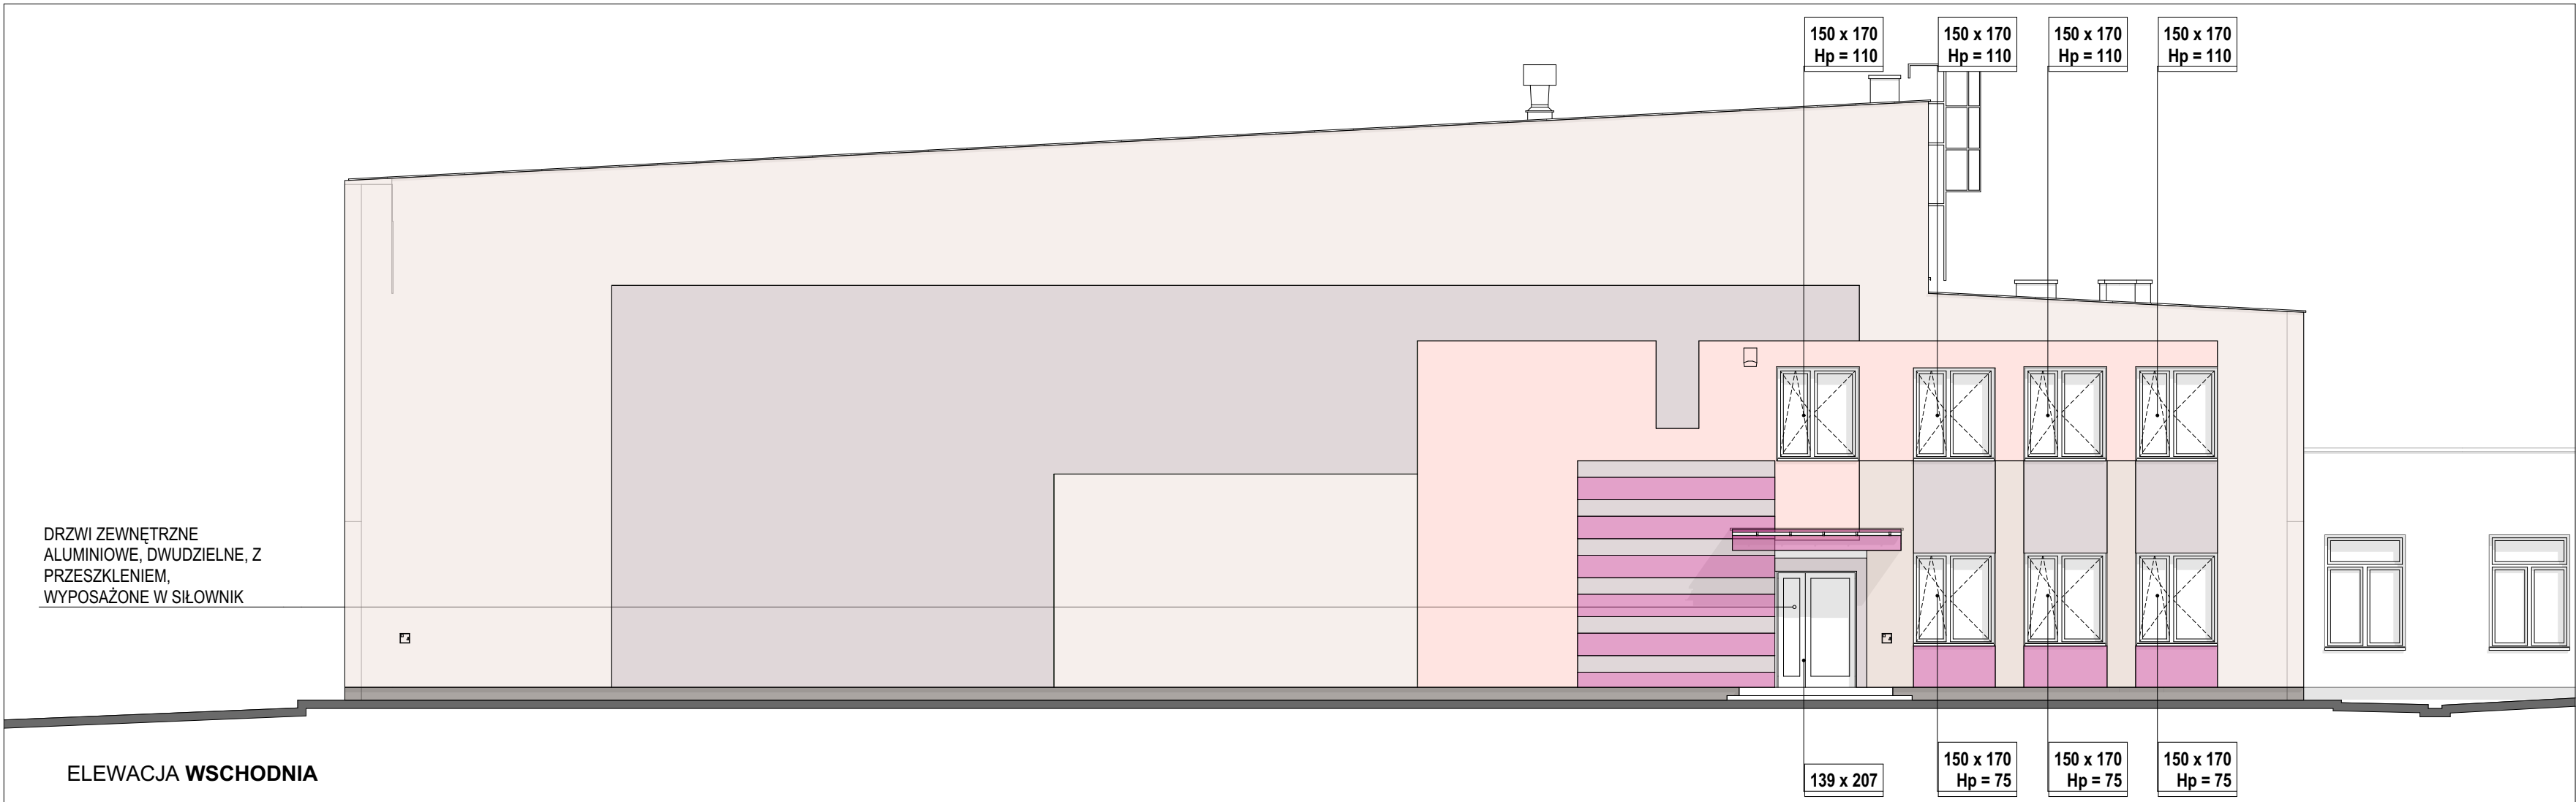 150 x 170
Hp = 110
150 x 170
Hp = 110
150 x 170
Hp = 110
150 x 170
Hp = 110
DRZWI ZEWNĘTRZNE
ALUMINIOWE, DWUDZIELNE, Z
PRZESZKLENIEM,
WYPOSAŻONE W SIŁOWNIK
ELEWACJA WSCHODNIA
139 x 207
150 x 170
Hp = 75
150 x 170
Hp = 75
150 x 170
Hp = 75